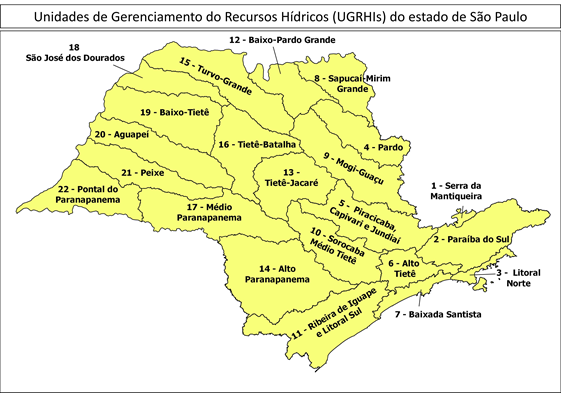 Unidades de Gerenciamento do Recursos Hídricos (UGRHIs) do estado de São Paulo
12 - Baixo-Pardo Grande
18
São José dos Dourados
15 - Turvo-Grande
8 - Sapucaí-Mirim
Grande
19 - Baixo-Tietê
20 - Aguapeí
16 - Tietê-Batalha
4 - Pardo
9 - Mogi-Guaçu
21 - Peixe
13 -
Tietê-Jacaré
22 - Pontal do
Paranapanema
17 - Médio
Paranapanema
1 - Serra da
Mantiqueira
5 - Piracicaba,
Capivari e Jundiaí
10 - Sorocaba
Médio Tietê
2 - Paraíba do Sul
6 - Alto
Tietê
14 - Alto
Paranapanema
3 - Litoral
Norte
11 - Ribeira de Iguape
e Litoral Sul
7 - Baixada Santista